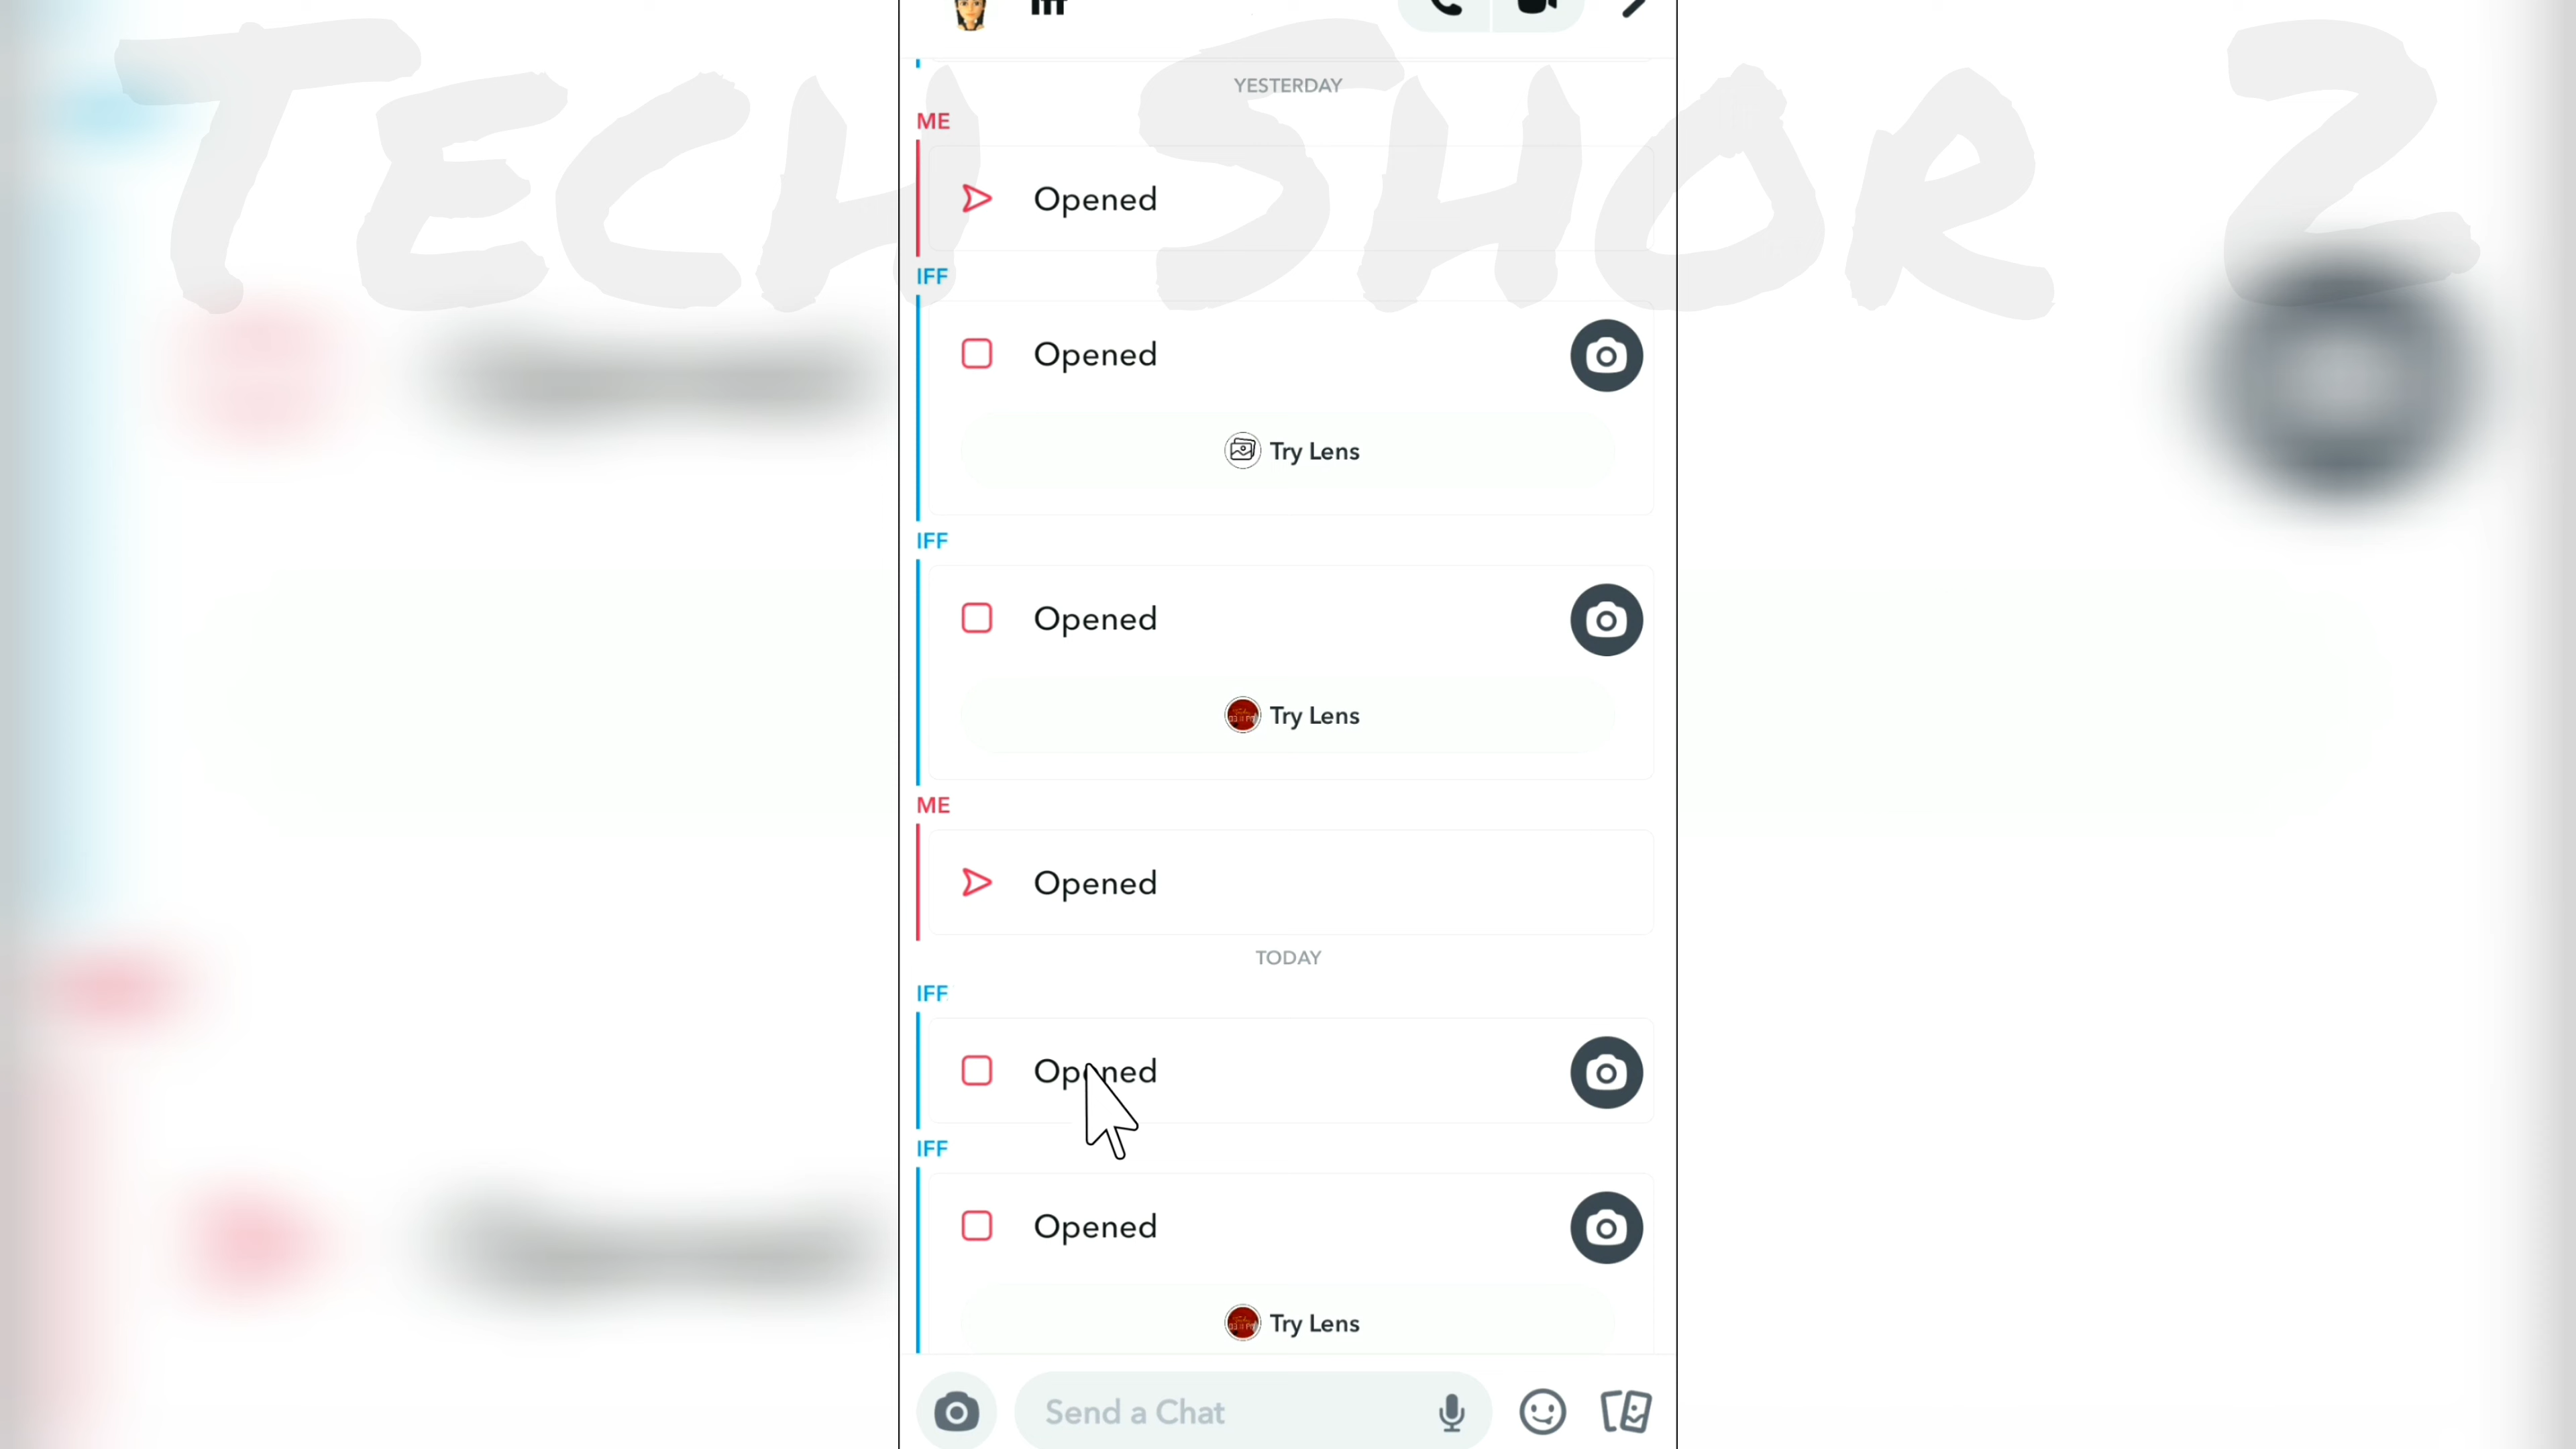 Tech Shor 2
YESTERDAY
ME
Opened
IFF
Opened
Try Lens
IFF
Opened
Try Lens
ME
Opened
TODAY
IFF
Opened
IFF
Opened
Try Lens
Send a Chat